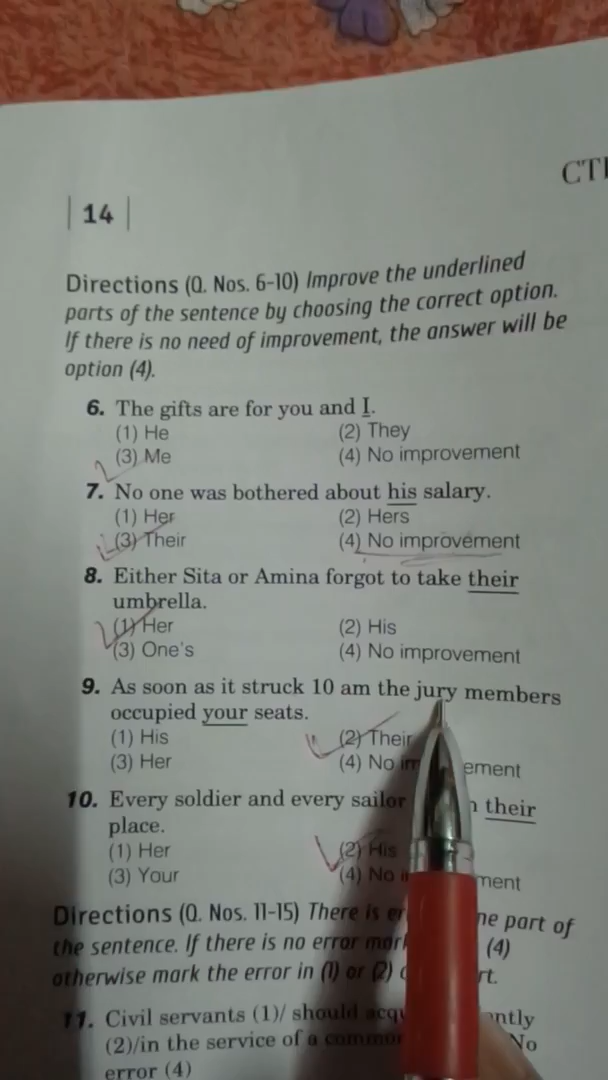 CT
| 14 |
Directions (Q. Nos. 6-10) Improve the underlined
parts of the sentence by choosing the correct option.
If there is no need of improvement, the answer will be
option (4).
6. The gifts are for you and I.
(1) He (2) They
(3) Me (4) No improvement
7. No one was bothered about his salary.
(1) Her (2) Hers
(3) Their (4) No improvement
8. Either Sita or Amina forgot to take their
umbrella.
(1) Her (2) His
(3) One's (4) No improvement
9. As soon as it struck 10 am the jury members
occupied your seats.
(1) His (2) Their
(3) Her (4) No ement
10. Every soldier and every sailor their
place.
(1) Her (2) His
(3) Your (4) No ment
Directions (Q. Nos. 11-15) There is ne part of
the sentence. If there is no error (4)
otherwise mark the error in (1) or (2)
11. Civil servants (1)/ should
(2)/in the service of a No
error (4)